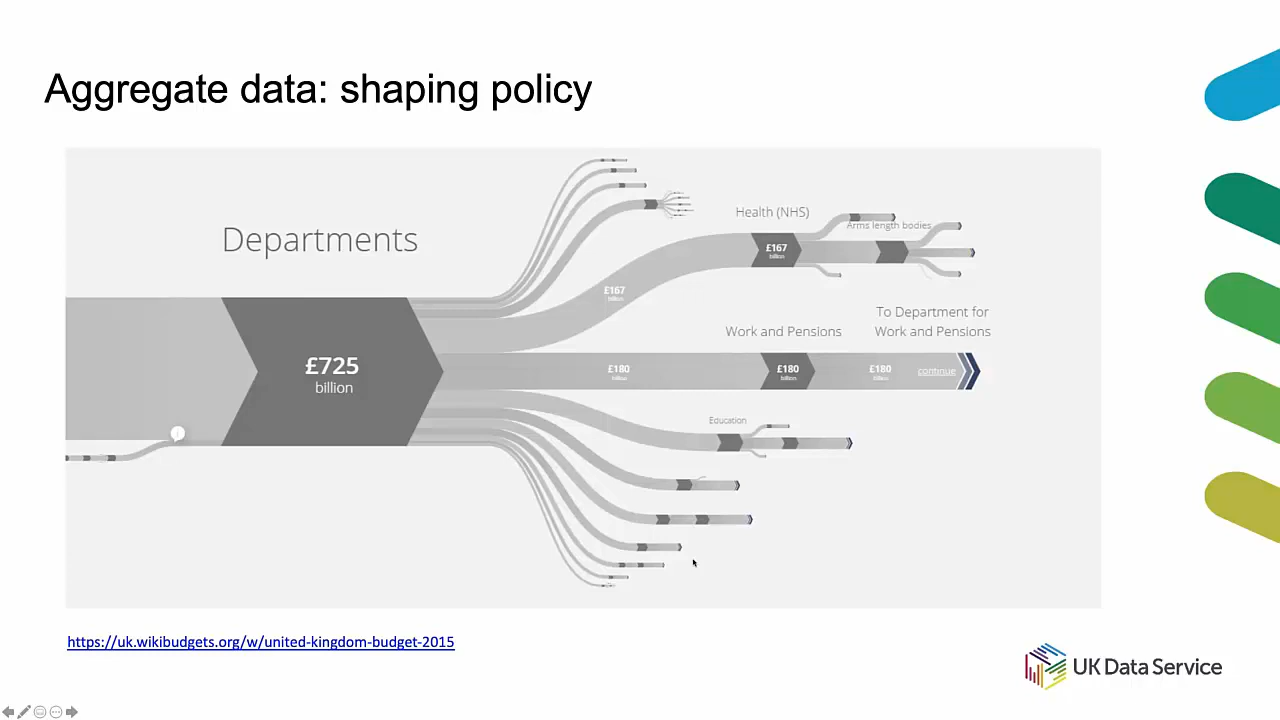 Aggregate data: shaping policy
Departments
£725
billion
£167
billion
Health (NHS)
£167
billion
Arms length bodies
Work and Pensions
To Department for
Work and Pensions
£180
billion
£180
billion
£180
billion
continue
Education
https://uk.wikibudgets.org/w/united-kingdom-budget-2015
UK Data Service